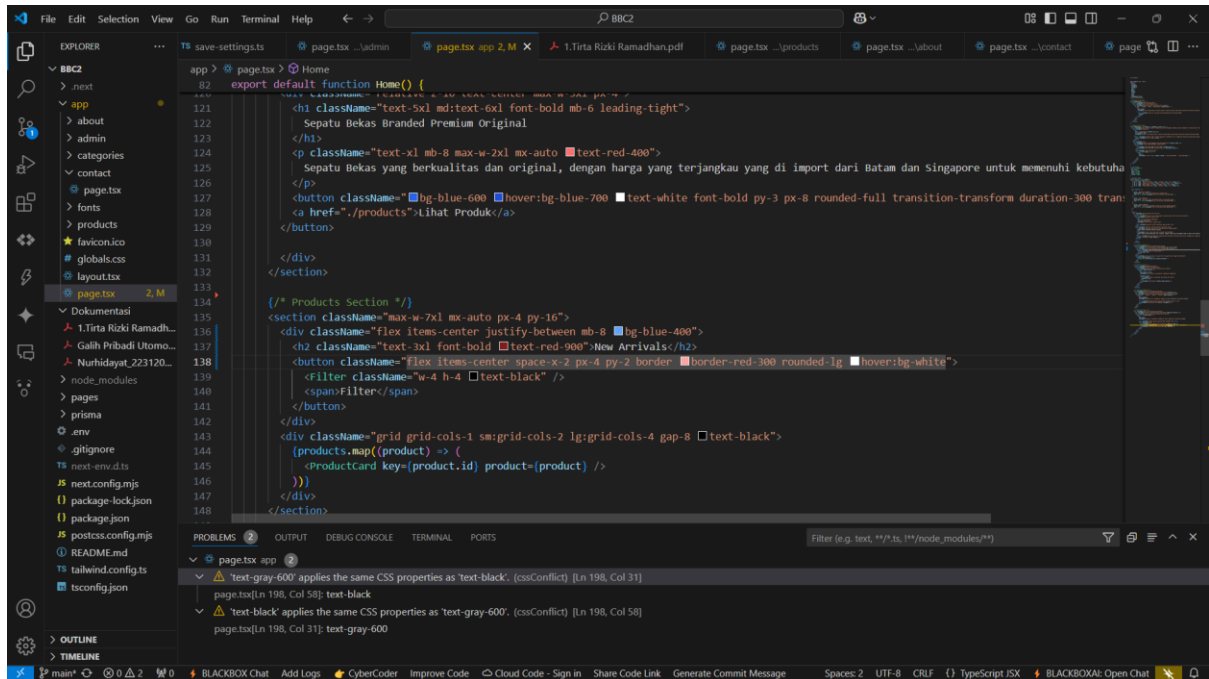 File Edit Selection View Go Run Terminal Help
BBC2
EXPLORER
BBC2
.next
app
about
admin
categories
contact
page.tsx
fonts
products
favicon.ico
globals.css
layout.tsx
page.tsx 2, M
Dokumentasi
1.Tirta Rizki Ramadh...
Galih Pribadi Utomo...
Nurhidayat_223120...
node_modules
pages
prisma
.env
.gitignore
next-env.d.ts
next.config.mjs
package-lock.json
package.json
postcss.config.mjs
README.md
tailwind.config.ts
tsconfig.json
OUTLINE
TIMELINE
save-settings.ts page.tsx ...\admin page.tsx app 2, M 1.Tirta Rizki Ramadhan.pdf page.tsx ...\products page.tsx ...\about page.tsx ...\contact page
app > page.tsx > Home
82 export default function Home() {
121 <h1 className="text-5xl md:text-6xl font-bold mb-6 leading-tight">
122 Sepatu Bekas Branded Premium Original
123 </h1>
124 <p className="text-xl mb-8 max-w-2xl mx-auto text-red-400">
125 Sepatu Bekas yang berkualitas dan original, dengan harga yang terjangkau yang di import dari Batam dan Singapore untuk memenuhi kebutuha
126 </p>
127 <button className="bg-blue-600 hover:bg-blue-700 text-white font-bold py-3 px-8 rounded-full transition-transform duration-300 trans
128 <a href="./products">Lihat Produk</a>
129 </button>
130
131 </div>
132 </section>
133
134 {/* Products Section */}
135 <section className="max-w-7xl mx-auto px-4 py-16">
136 <div className="flex items-center justify-between mb-8 bg-blue-400">
137 <h2 className="text-3xl font-bold text-red-900">New Arrivals</h2>
138 <button className="flex items-center space-x-2 px-4 py-2 border border-red-300 rounded-lg hover:bg-white">
139 <Filter className="w-4 h-4 text-black" />
140 <span>Filter</span>
141 </button>
142 </div>
143 <div className="grid grid-cols-1 sm:grid-cols-2 lg:grid-cols-4 gap-8 text-black">
144 {products.map((product) => (
145 <ProductCard key={product.id} product={product} />
146 ))}
147 </div>
148 </section>
PROBLEMS 2 OUTPUT DEBUG CONSOLE TERMINAL PORTS
Filter (e.g. text, **/*.ts, !**/node_modules/**)
page.tsx app 2
'text-gray-600' applies the same CSS properties as 'text-black'. (cssConflict) [Ln 198, Col 31]
page.tsx[Ln 198, Col 58]: text-black
'text-black' applies the same CSS properties as 'text-gray-600'. (cssConflict) [Ln 198, Col 58]
page.tsx[Ln 198, Col 31]: text-gray-600
main* 0 2 0 BLACKBOX Chat Add Logs CyberCoder Improve Code Cloud Code - Sign in Share Code Link Generate Commit Message Spaces: 2 UTF-8 CRLF {} TypeScript JSX BLACKBOXAI: Open Chat